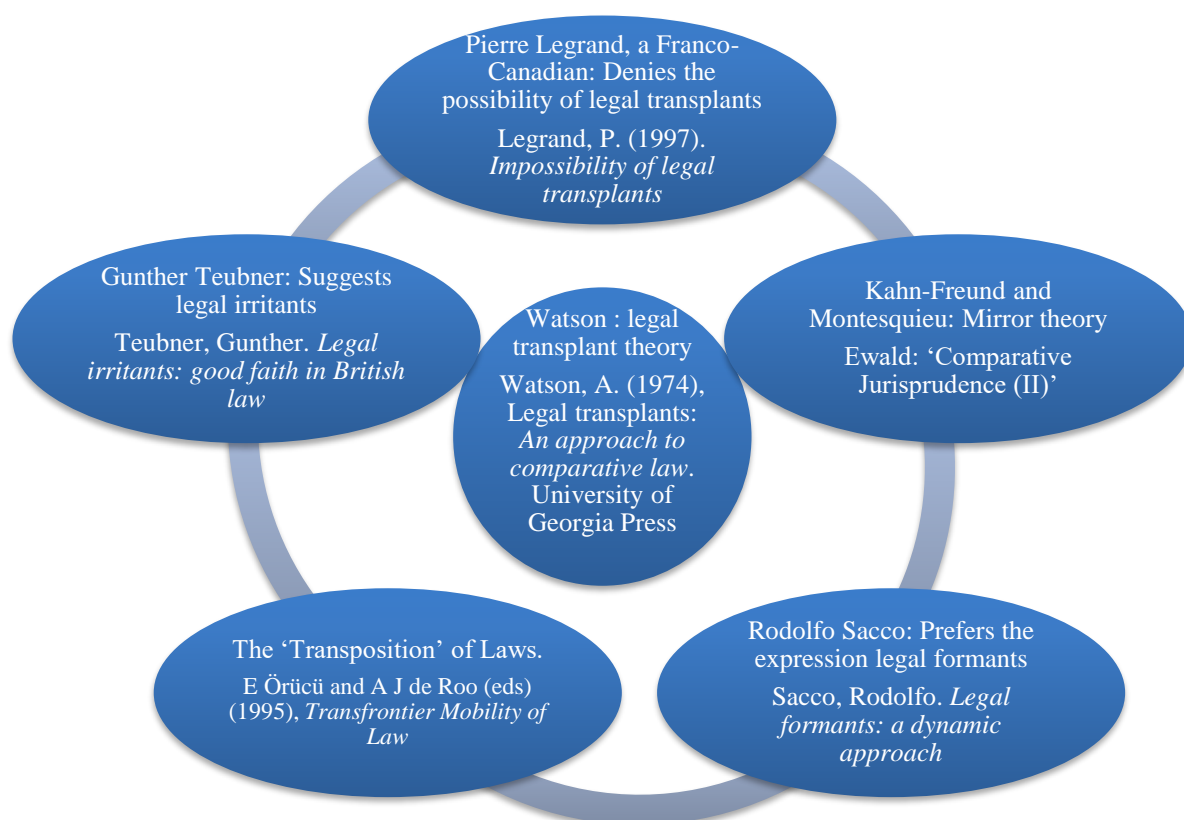 Pierre Legrand, a Franco-
Canadian: Denies the
possibility of legal transplants
Legrand, P. (1997).
Impossibility of legal
transplants
Kahn-Freund and
Montesquieu: Mirror theory
Ewald: ‘Comparative
Jurisprudence (II)’
Rodolfo Sacco: Prefers the
expression legal formants
Sacco, Rodolfo. Legal
formants: a dynamic
approach
The ‘Transposition’ of Laws.
E Örücü and A J de Roo (eds)
(1995), Transfrontier Mobility of
Law
Gunther Teubner: Suggests
legal irritants
Teubner, Gunther. Legal
irritants: good faith in British
law
Watson : legal
transplant theory
Watson, A. (1974),
Legal transplants:
An approach to
comparative law.
University of
Georgia Press